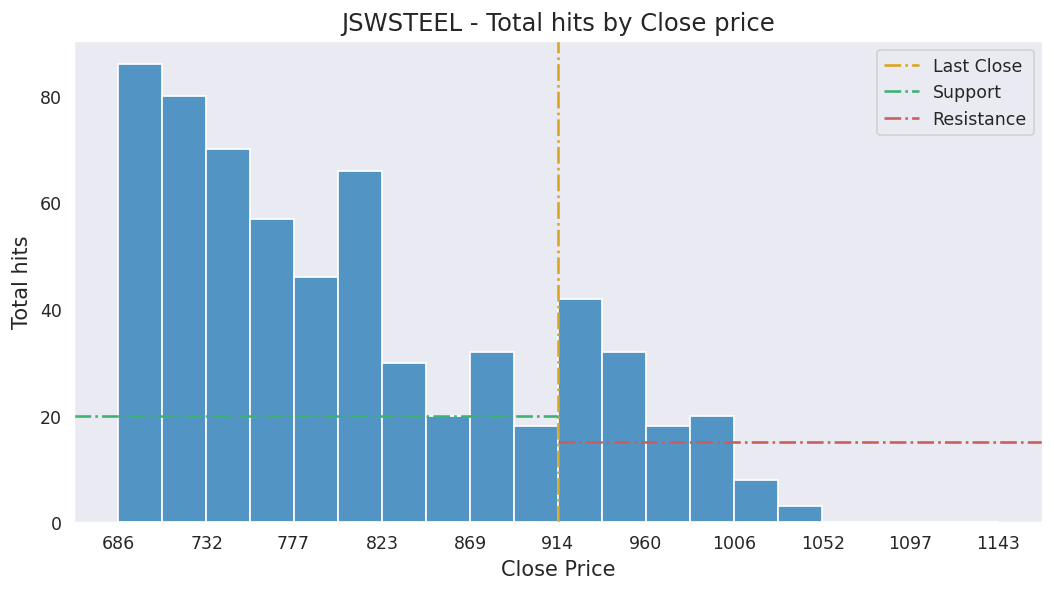 JSWSTEEL - Total hits by Close price
Last Close
Support
Resistance
Total hits
80
60
40
20
0
686 732 777 823 869 914 960 1006 1052 1097 1143
Close Price